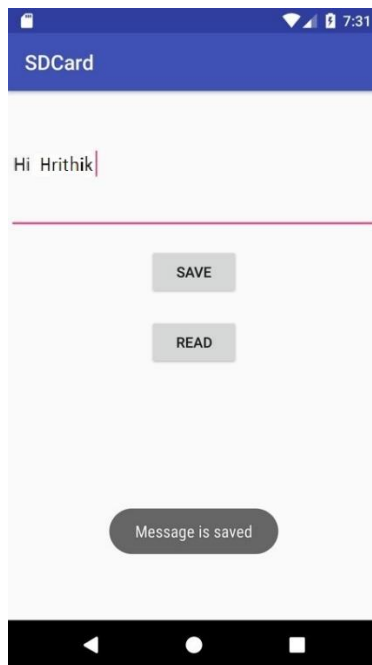 7:31
SDCard
Hi Hrithik
SAVE
READ
Message is saved